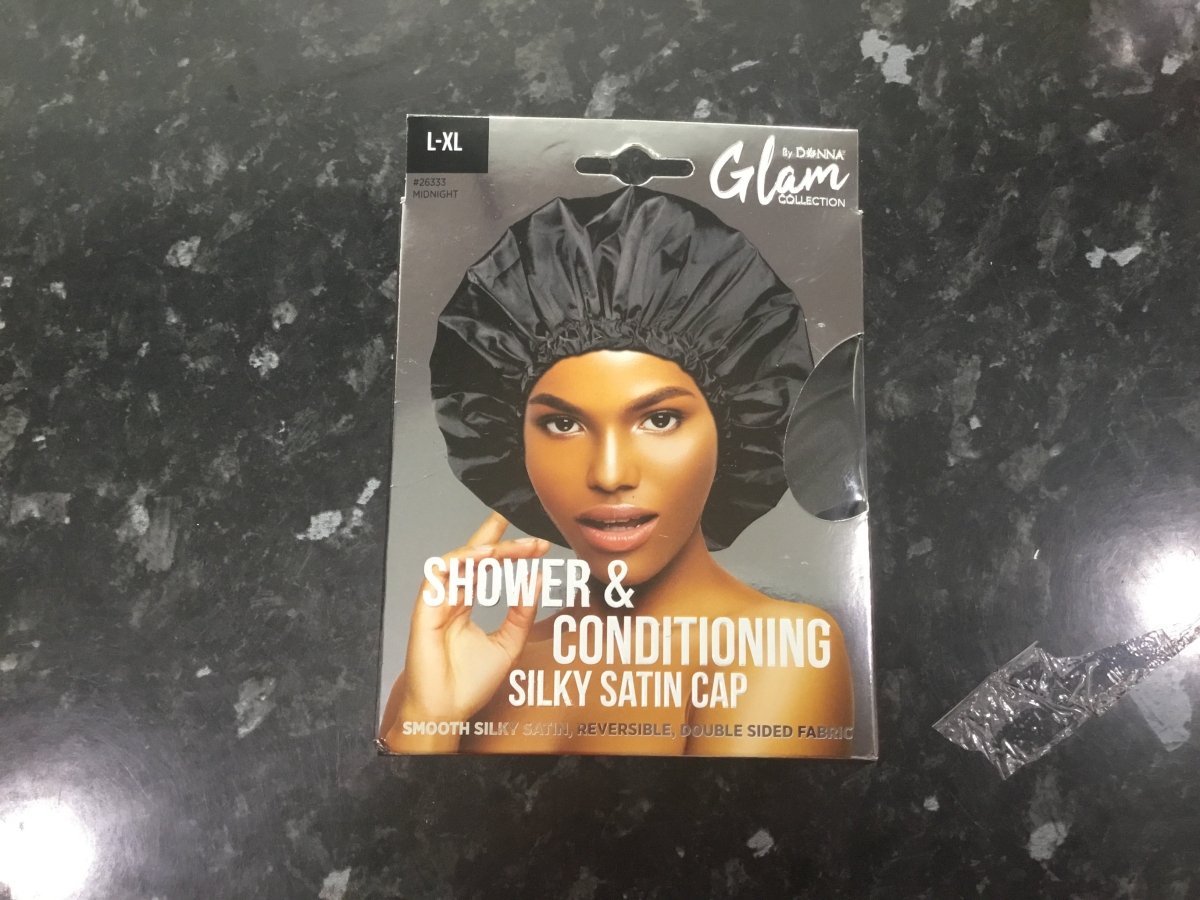 L-XL
#26333
MIDNIGHT
By DONNA
Glam
COLLECTION
SHOWER &
CONDITIONING
SILKY SATIN CAP
SMOOTH SILKY SATIN, REVERSIBLE, DOUBLE SIDED FABRIC